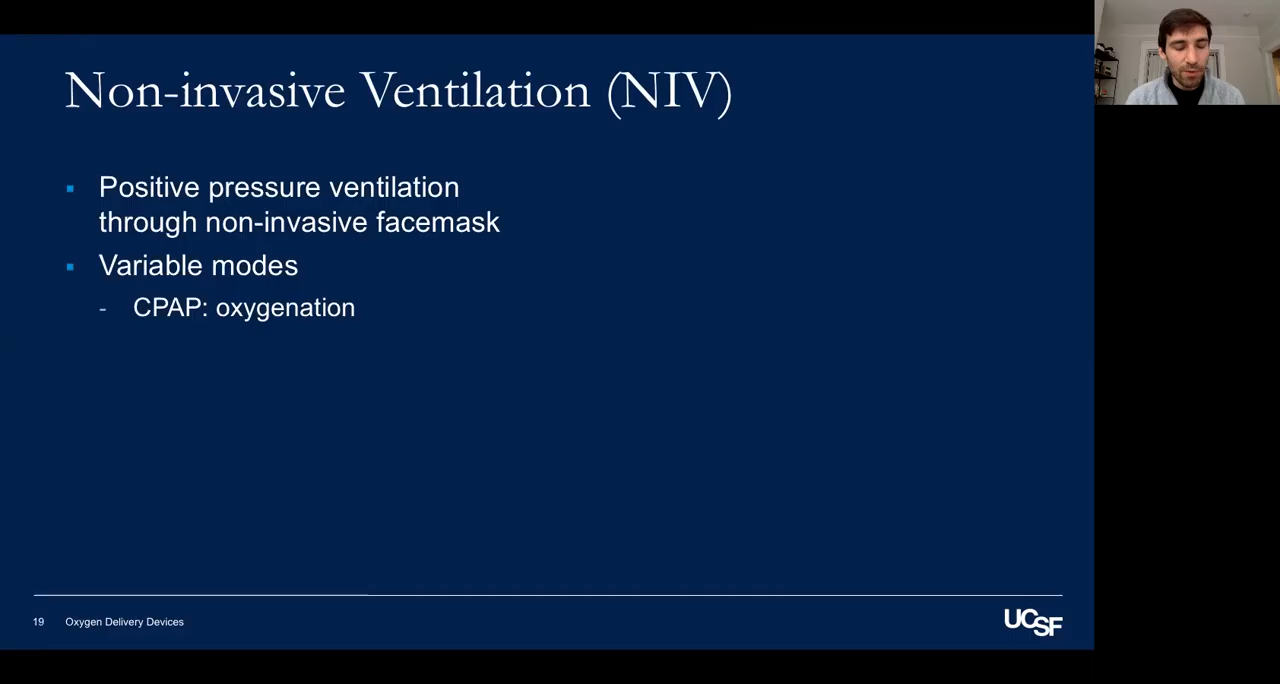 Non-invasive Ventilation (NIV)
▪ Positive pressure ventilation
through non-invasive facemask
▪ Variable modes
- CPAP: oxygenation
19 Oxygen Delivery Devices
UCSF